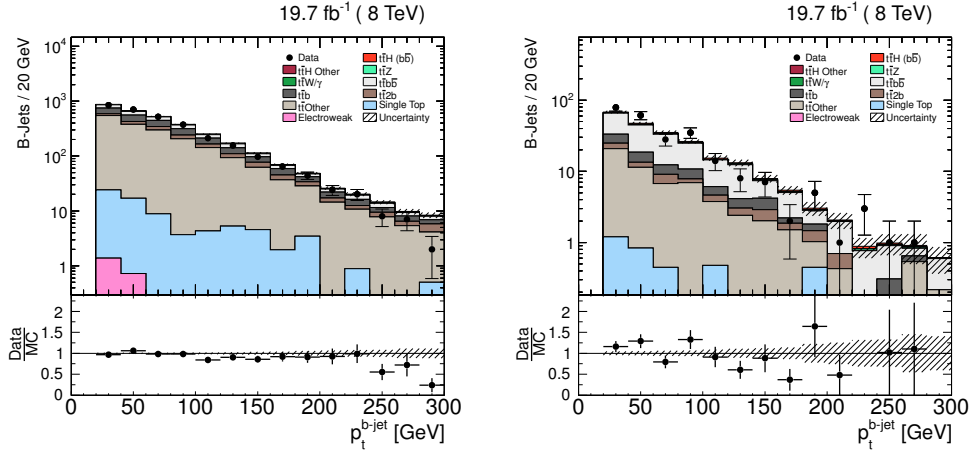 19.7 fb⁻¹ ( 8 TeV)
B-Jets / 20 GeV
10⁴
10³
10²
10
1
Data
tt̄H Other
tt̄W/γ
tt̄b
tt̄Other
Electroweak
tt̄H (bb̄)
tt̄Z
tt̄bb̄
tt̄2b
Single Top
Uncertainty
Data
MC
2
1.5
1
0.5
0
0 50 100 150 200 250 300
p_t^b-jet [GeV]
19.7 fb⁻¹ ( 8 TeV)
B-Jets / 20 GeV
10²
10
1
Data
tt̄H Other
tt̄W/γ
tt̄b
tt̄Other
Electroweak
tt̄H (bb̄)
tt̄Z
tt̄bb̄
tt̄2b
Single Top
Uncertainty
Data
MC
2
1.5
1
0.5
0
0 50 100 150 200 250 300
p_t^b-jet [GeV]